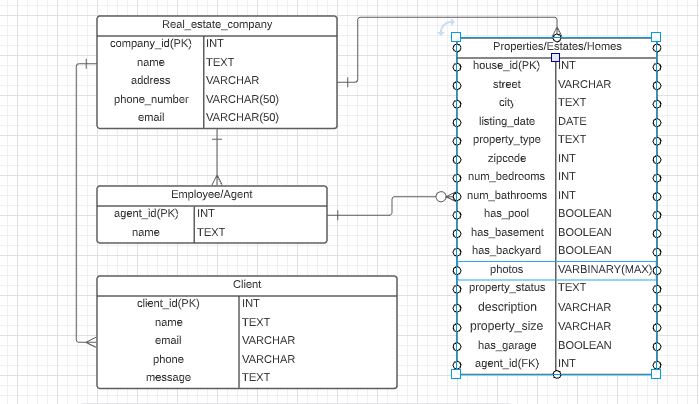 Real_estate_company
company_id(PK) INT
name TEXT
address VARCHAR
phone_number VARCHAR(50)
email VARCHAR(50)
Employee/Agent
agent_id(PK) INT
name TEXT
Client
client_id(PK) INT
name TEXT
email VARCHAR
phone VARCHAR
message TEXT
Properties/Estates/Homes
house_id(PK) INT
street VARCHAR
city TEXT
listing_date DATE
property_type TEXT
zipcode INT
num_bedrooms INT
num_bathrooms INT
has_pool BOOLEAN
has_basement BOOLEAN
has_backyard BOOLEAN
photos VARBINARY(MAX)
property_status TEXT
description VARCHAR
property_size VARCHAR
has_garage BOOLEAN
agent_id(FK) INT